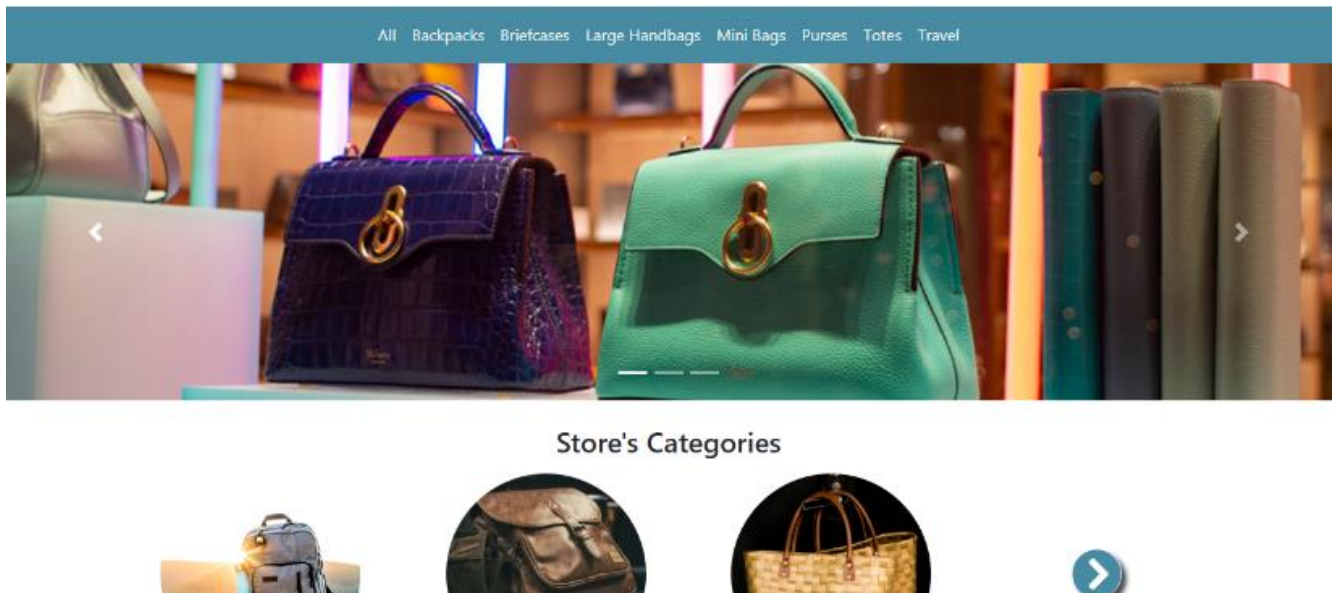 All Backpacks Briefcases Large Handbags Mini Bags Purses Totes Travel
Store's Categories